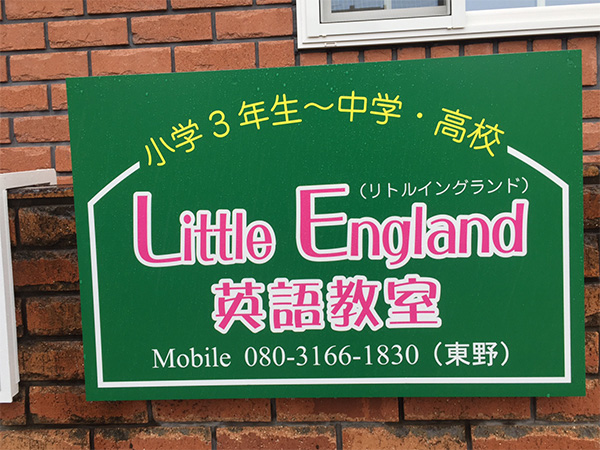 小学3年生～中学・高校
（リトルイングランド）
Little England
英語教室
Mobile 080-3166-1830（東野）